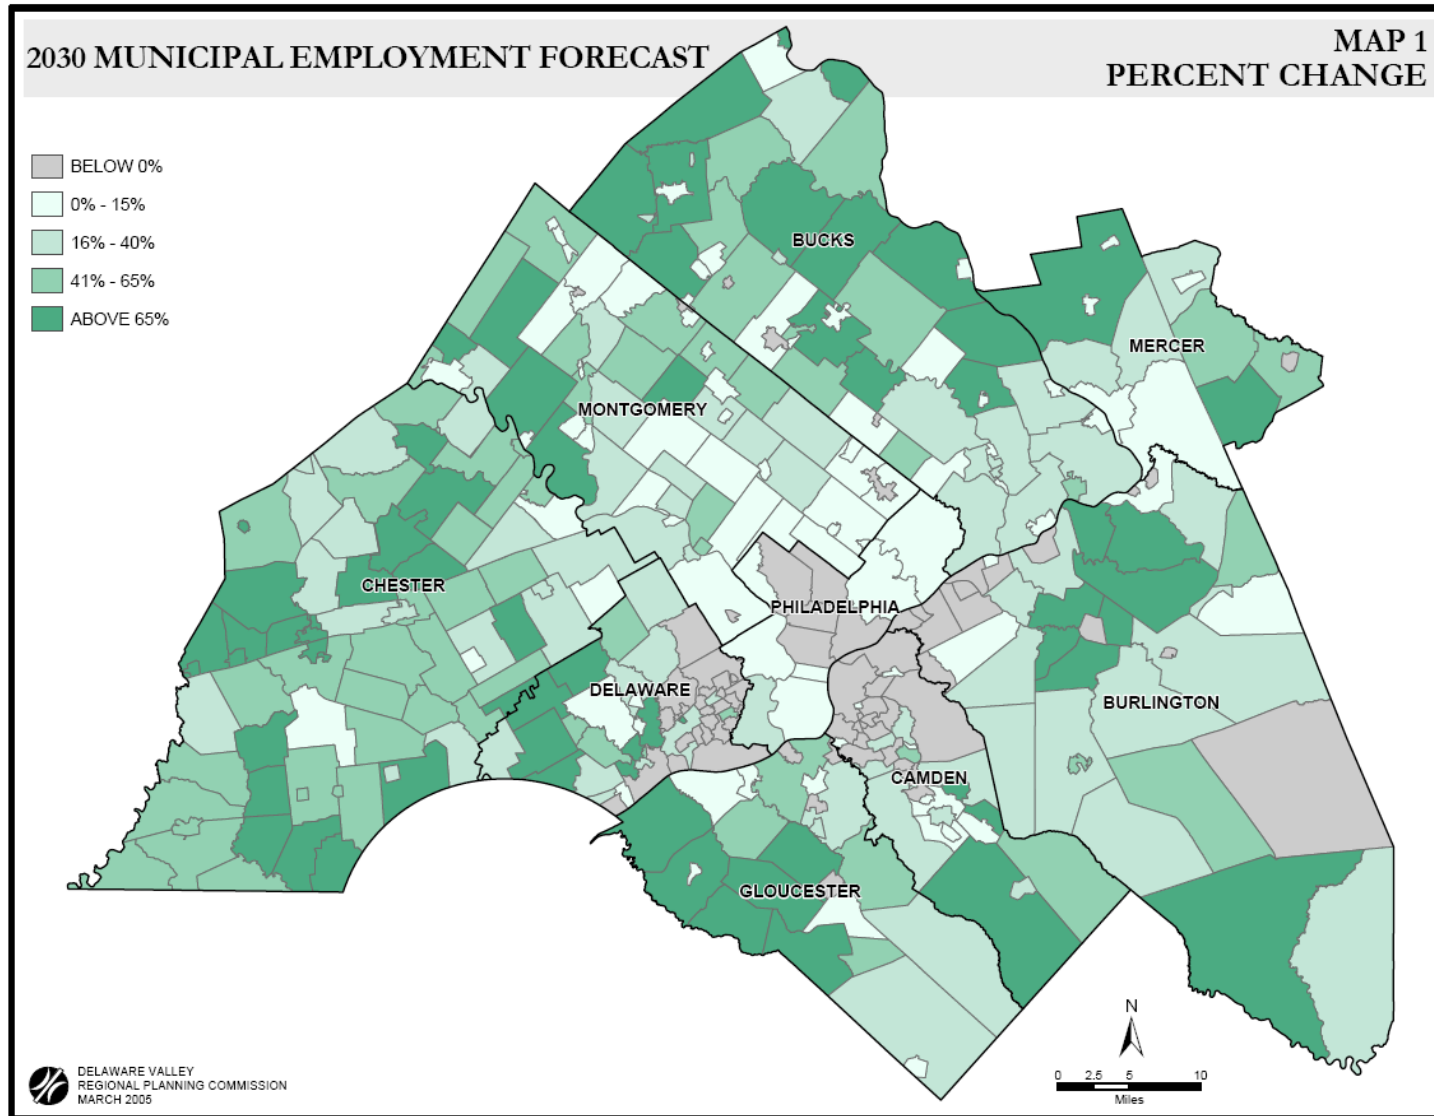 2030 MUNICIPAL EMPLOYMENT FORECAST
MAP 1
PERCENT CHANGE
BELOW 0%
0% - 15%
16% - 40%
41% - 65%
ABOVE 65%
BUCKS
MERCER
MONTGOMERY
CHESTER
PHILADELPHIA
DELAWARE
BURLINGTON
CAMDEN
GLOUCESTER
N
0 2.5 5 10
Miles
DELAWARE VALLEY
REGIONAL PLANNING COMMISSION
MARCH 2005